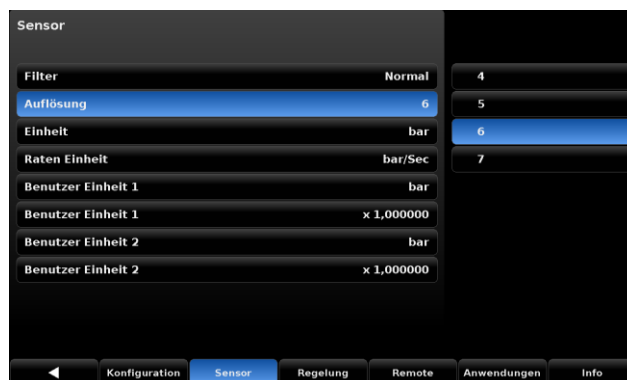 Sensor
Filter Normal
Auflösung 6
Einheit bar
Raten Einheit bar/Sec
Benutzer Einheit 1 bar
Benutzer Einheit 1 x 1,000000
Benutzer Einheit 2 bar
Benutzer Einheit 2 x 1,000000
4
5
6
7
Konfiguration Sensor Regelung Remote Anwendungen Info